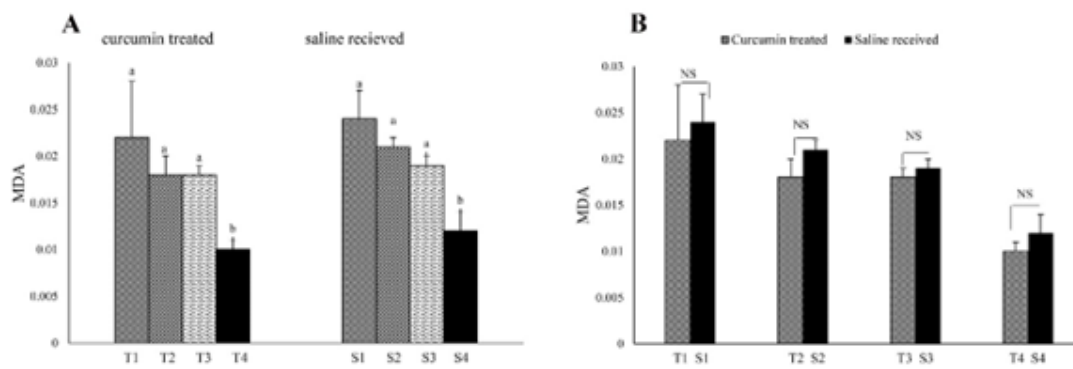 A
curcumin treated
saline recieved
0.03
0.025
0.02
0.015
0.01
0.005
0
MDA
a
a
a
b
a
a
a
b
T1 T2 T3 T4
S1 S2 S3 S4
B
Curcumin treated
Saline received
0.03
0.025
0.02
0.015
0.01
0.005
0
MDA
NS
NS
NS
NS
T1 S1
T2 S2
T3 S3
T4 S4